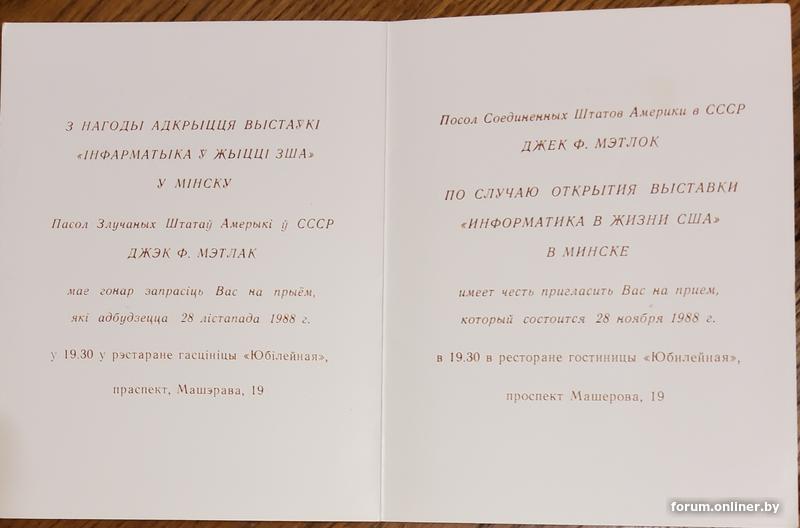 З НАГОДЫ АДКРЫЦЦЯ ВЫСТАЎКІ
«ІНФАРМАТЫКА Ў ЖЫЦЦІ ЗША»
У МІНСКУ
Пасол Злучаных Штатаў Амерыкі ў СССР
ДЖЭК Ф. МЭТЛАК
мае гонар запрасіць Вас на прыём,
які адбудзецца 28 лістапада 1988 г.
у 19.30 у рэстаране гасцініцы «Юбілейная»,
праспект, Машэрава, 19
Посол Соединенных Штатов Америки в СССР
ДЖЕК Ф. МЭТЛОК
ПО СЛУЧАЮ ОТКРЫТИЯ ВЫСТАВКИ
«ИНФОРМАТИКА В ЖИЗНИ США»
В МИНСКЕ
имеет честь пригласить Вас на прием,
который состоится 28 ноября 1988 г.
в 19.30 в ресторане гостиницы «Юбилейная»,
проспект Машерова, 19
forum.onliner.by